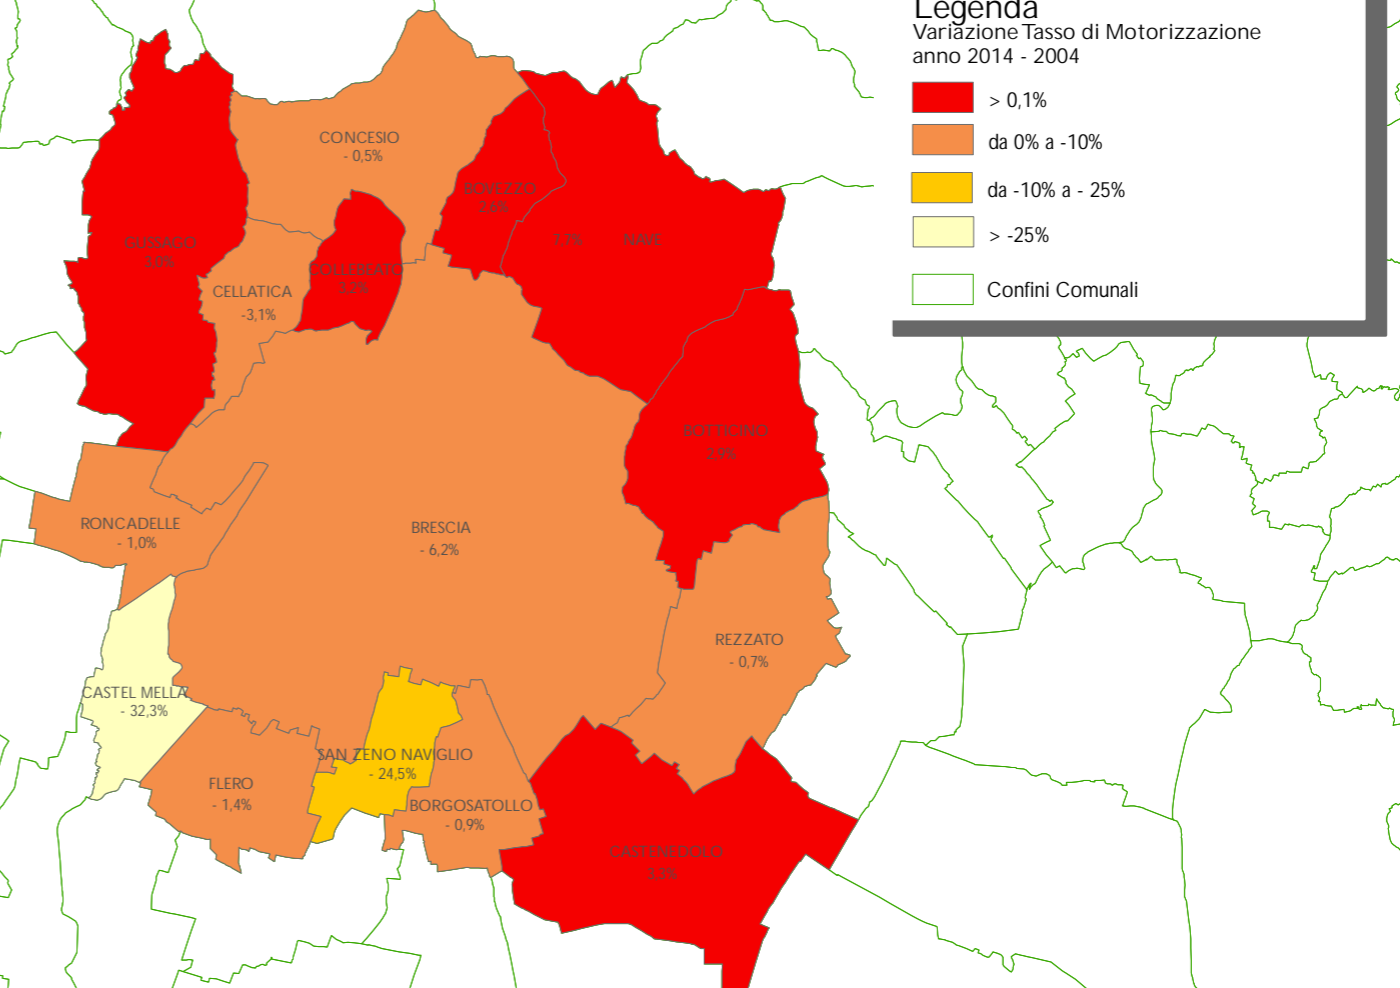 Legenda
Variazione Tasso di Motorizzazione
anno 2014 - 2004
> 0,1%
da 0% a -10%
da -10% a - 25%
> -25%
Confini Comunali
CONCESIO
- 0,5%
BOVEZZO
2,6%
7,7% NAVE
GUSSAGO
3,0%
COLLEBEATO
3,2%
CELLATICA
-3,1%
BOTTICINO
2,9%
RONCADELLE
- 1,0%
BRESCIA
- 6,2%
REZZATO
- 0,7%
CASTEL MELLA
- 32,3%
SAN ZENO NAVIGLIO
- 24,5%
FLERO
- 1,4%
BORGOSATOLLO
- 0,9%
CASTENEDOLO
3,3%